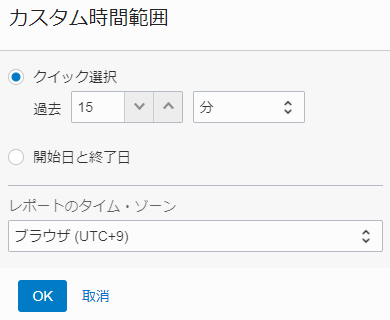 カスタム時間範囲
クイック選択
過去 15 分
開始日と終了日
レポートのタイム・ゾーン
ブラウザ (UTC+9)
OK 取消